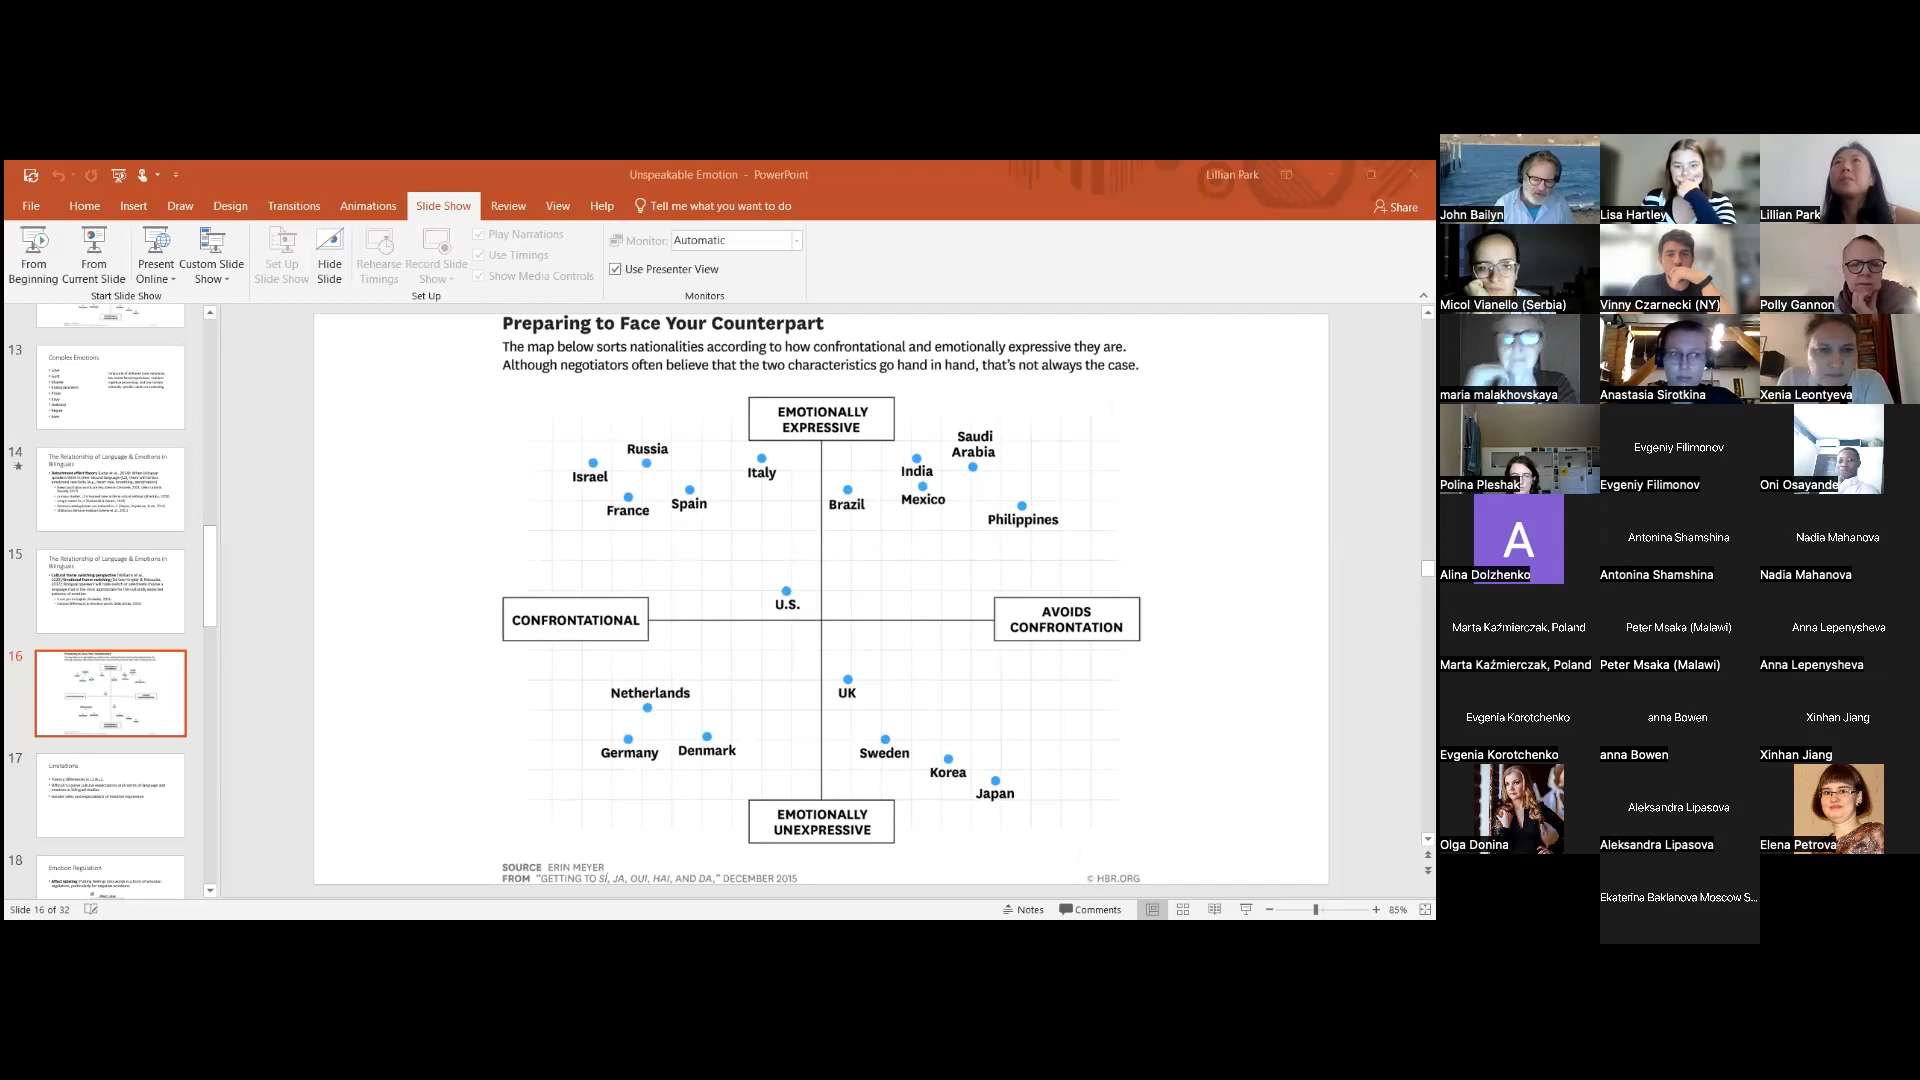 Unspeakable Emotion - PowerPoint
Lillian Park
File Home Insert Draw Design Transitions Animations Slide Show Review View Help Tell me what you want to do
Share
From Beginning
From Current Slide
Present Online
Custom Slide Show
Set Up Slide Show
Hide Slide
Rehearse Timings
Record Slide Show
Play Narrations
Use Timings
Show Media Controls
Monitor: Automatic
Use Presenter View
Start Slide Show
Set Up
Monitors
13
Complex Emotions
14
The Relationship of Language & Emotions in
Bilinguals
15
The Relationship of Language & Emotions in
Bilinguals
16
17
Limitations
18
Emotion Regulation
Preparing to Face Your Counterpart
The map below sorts nationalities according to how confrontational and emotionally expressive they are.
Although negotiators often believe that the two characteristics go hand in hand, that's not always the case.
EMOTIONALLY
EXPRESSIVE
Israel
Russia
France
Spain
Italy
Brazil
India
Mexico
Saudi
Arabia
Philippines
U.S.
CONFRONTATIONAL
AVOIDS
CONFRONTATION
Netherlands
Germany
Denmark
UK
Sweden
Korea
Japan
EMOTIONALLY
UNEXPRESSIVE
SOURCE ERIN MEYER
FROM "GETTING TO SÍ, JA, OUI, HAI, AND DA," DECEMBER 2015
© HBR.ORG
Slide 16 of 32
Notes
Comments
85%
John Bailyn
Lisa Hartley
Lillian Park
Micol Vianello (Serbia)
Vinny Czarnecki (NY)
Polly Gannon
maria malakhovskaya
Anastasia Sirotkina
Xenia Leontyeva
Polina Pleshak
Evgeniy Filimonov
Evgeniy Filimonov
Oni Osayande
A
Alina Dolzhenko
Antonina Shamshina
Antonina Shamshina
Nadia Mahanova
Nadia Mahanova
Marta Kaźmierczak, Poland
Marta Kaźmierczak, Poland
Peter Msaka (Malawi)
Peter Msaka (Malawi)
Anna Lepenysheva
Anna Lepenysheva
Evgenia Korotchenko
Evgenia Korotchenko
anna Bowen
anna Bowen
Xinhan Jiang
Xinhan Jiang
Olga Donina
Aleksandra Lipasova
Aleksandra Lipasova
Elena Petrova
Ekaterina Baklanova Moscow S...